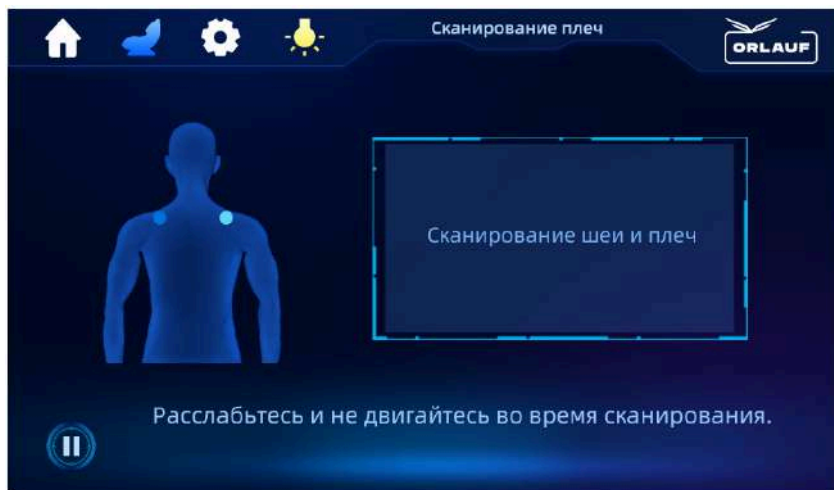 Сканирование плеч
ORLAUF
Сканирование шеи и плеч
Расслабьтесь и не двигайтесь во время сканирования.